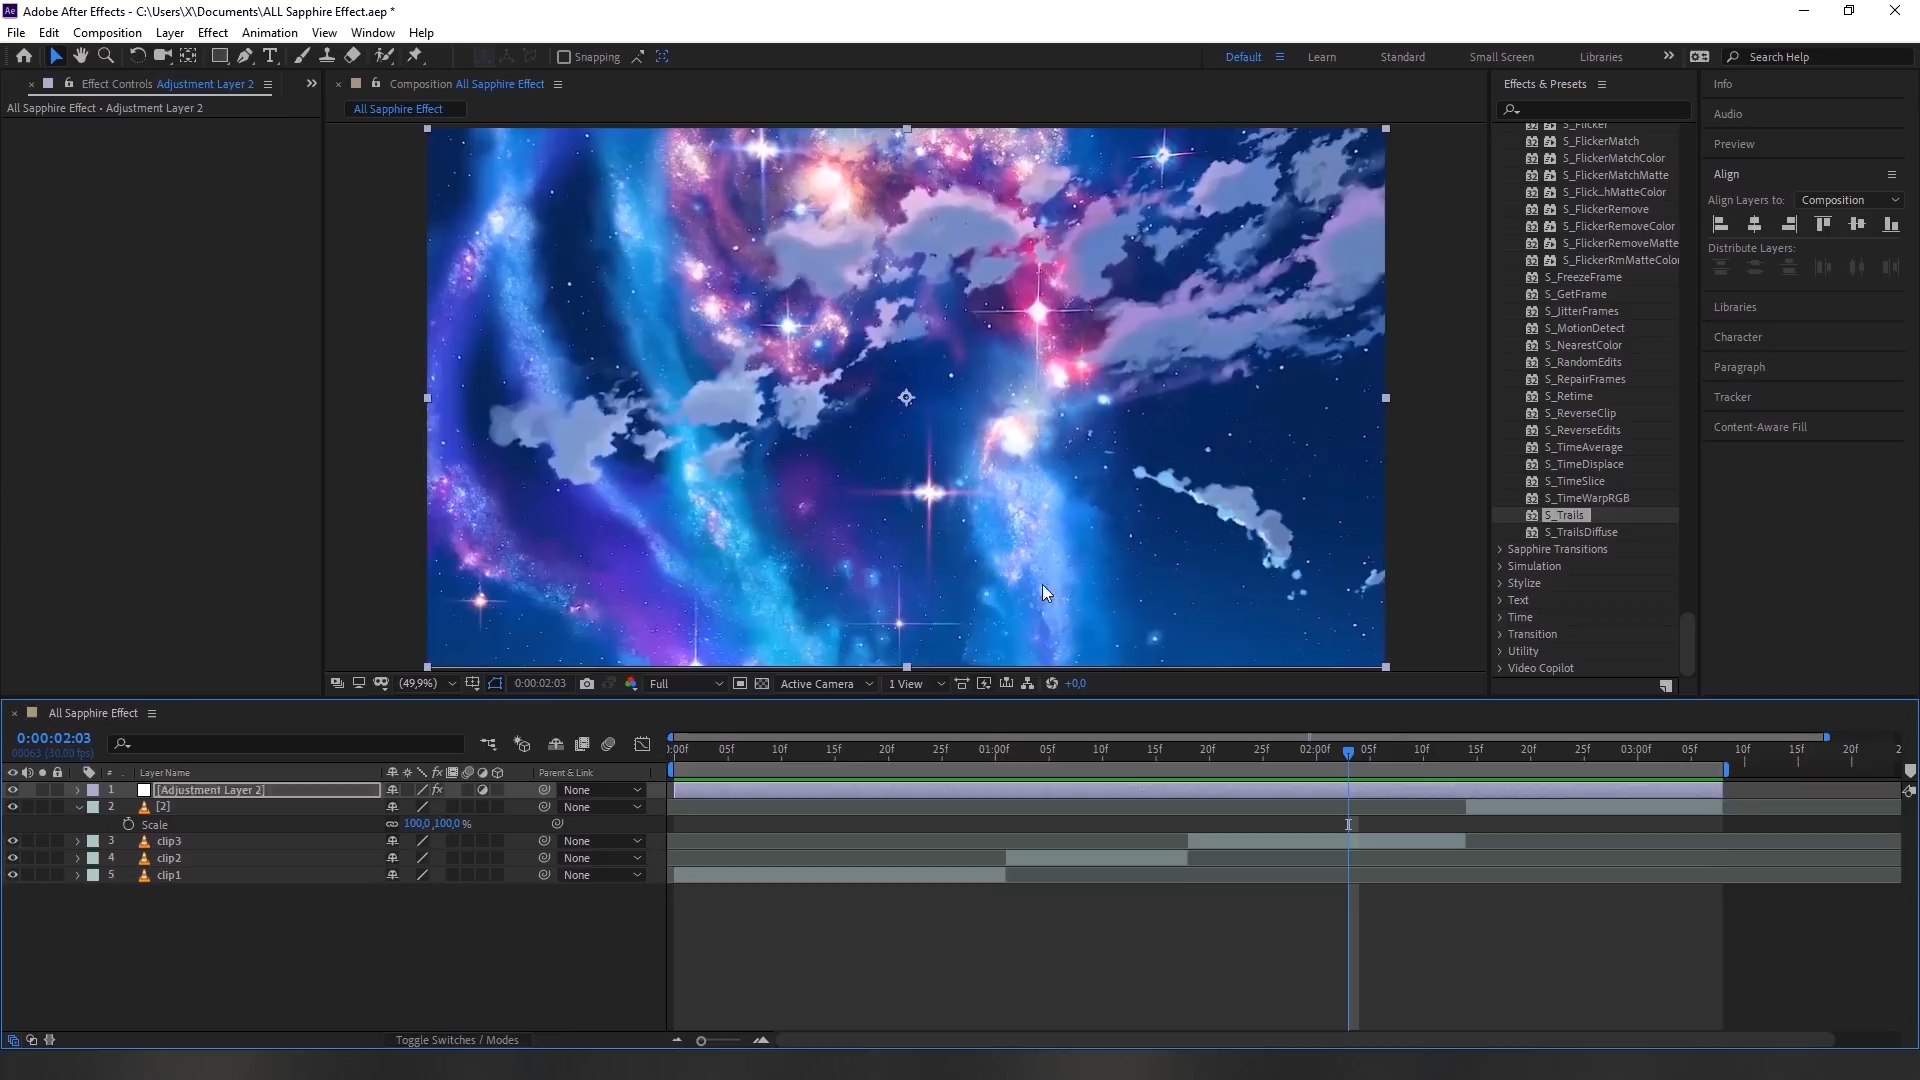 Ae Adobe After Effects - C:\Users\X\Documents\ALL Sapphire Effect.aep *
File Edit Composition Layer Effect Animation View Window Help
Snapping
Default Learn Standard Small Screen Libraries Search Help
Effect Controls Adjustment Layer 2
All Sapphire Effect • Adjustment Layer 2
Composition All Sapphire Effect
All Sapphire Effect
(49,9%) 0:00:02:03 Full Active Camera 1 View +0,0
Effects & Presets
S_Flicker
S_FlickerMatch
S_FlickerMatchColor
S_FlickerMatchMatte
S_Flick...hMatteColor
S_FlickerRemove
S_FlickerRemoveColor
S_FlickerRemoveMatte
S_FlickerRmMatteColor
S_FreezeFrame
S_GetFrame
S_JitterFrames
S_MotionDetect
S_NearestColor
S_RandomEdits
S_RepairFrames
S_Retime
S_ReverseClip
S_ReverseEdits
S_TimeAverage
S_TimeDisplace
S_TimeSlice
S_TimeWarpRGB
S_Trails
S_TrailsDiffuse
Sapphire Transitions
Simulation
Stylize
Text
Time
Transition
Utility
Video Copilot
Info
Audio
Preview
Align
Align Layers to: Composition
Distribute Layers:
Libraries
Character
Paragraph
Tracker
Content-Aware Fill
All Sapphire Effect
0:00:02:03
00063 (30.00 fps)
:00f 05f 10f 15f 20f 25f 01:00f 05f 10f 15f 20f 25f 02:00f 05f 10f 15f 20f 25f 03:00f 05f 10f 15f 20f 2
# Layer Name Parent & Link
1 [Adjustment Layer 2] fx None
2 [2] None
Scale 100,0,100,0 %
3 clip3 None
4 clip2 None
5 clip1 None
Toggle Switches / Modes